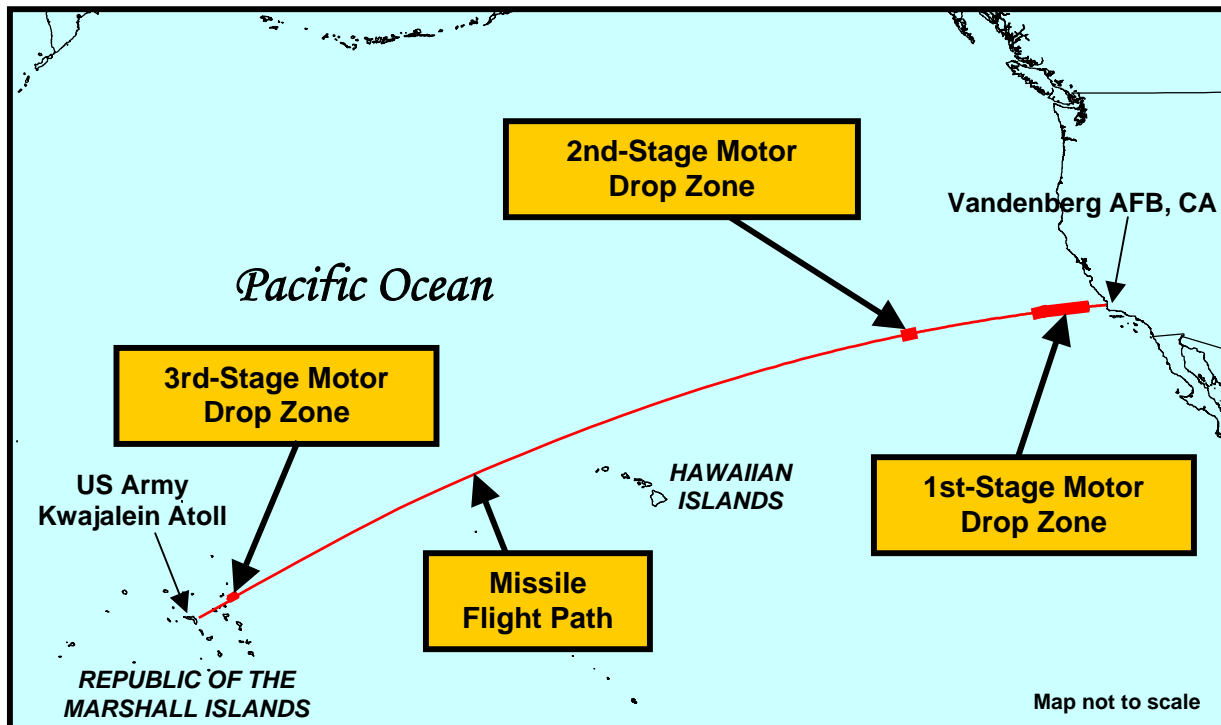 2nd-Stage Motor
Drop Zone
Vandenberg AFB, CA
Pacific Ocean
3rd-Stage Motor
Drop Zone
HAWAIIAN
ISLANDS
1st-Stage Motor
Drop Zone
US Army
Kwajalein Atoll
Missile
Flight Path
REPUBLIC OF THE
MARSHALL ISLANDS
Map not to scale